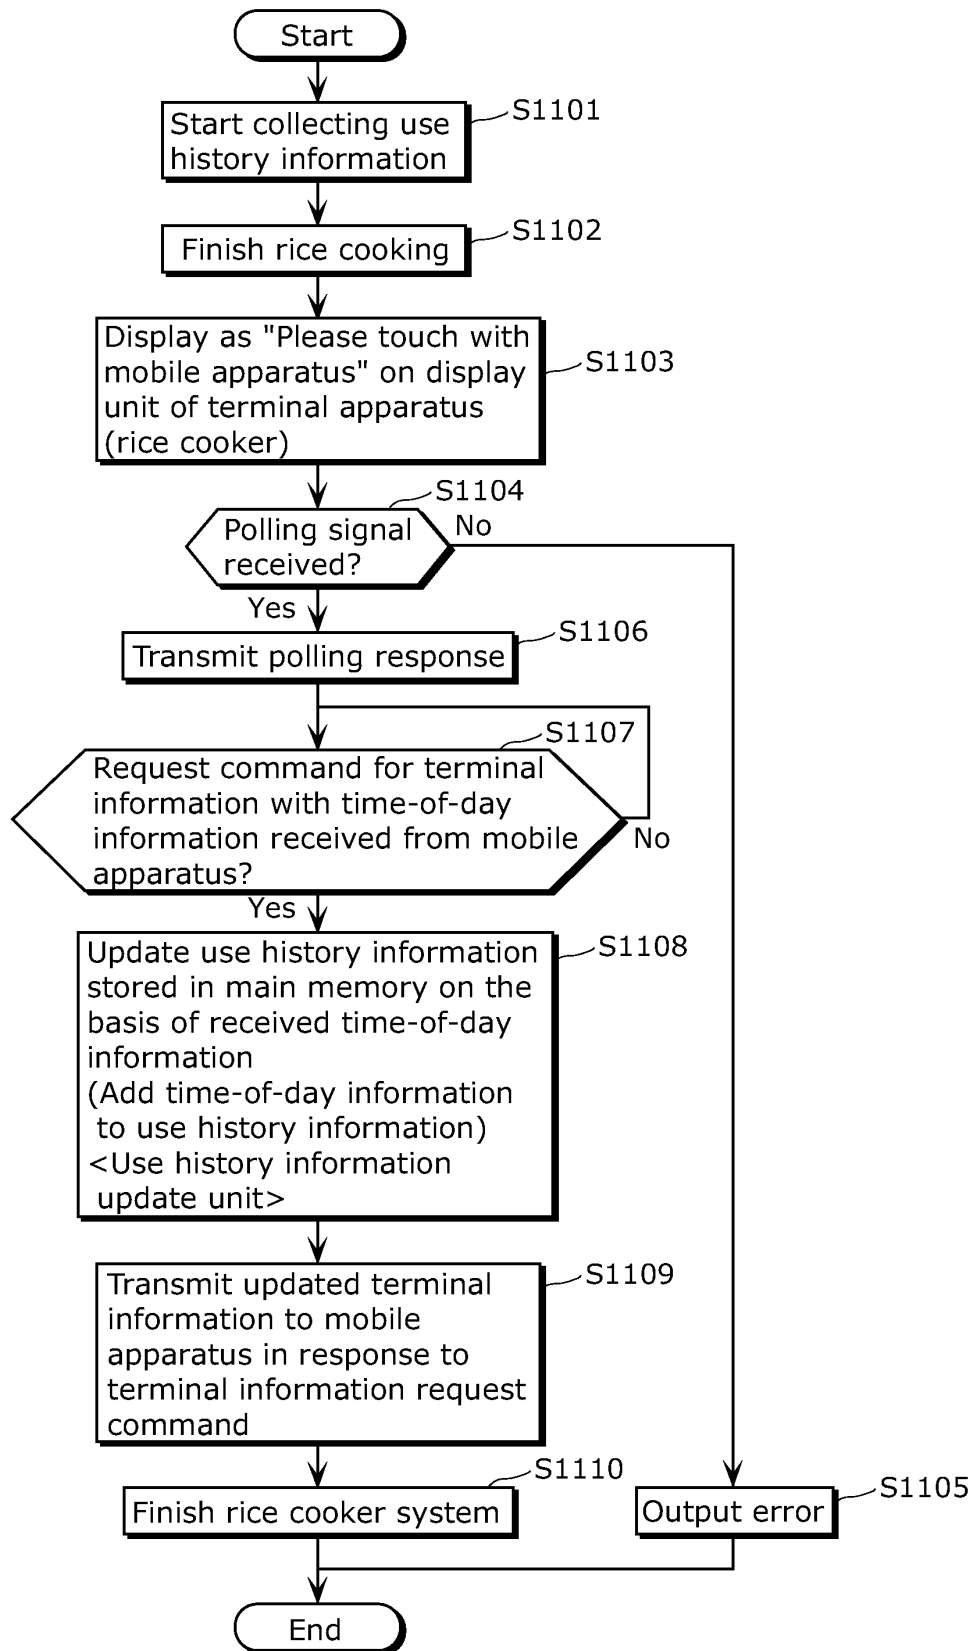 Start
S1101
Start collecting use
history information
S1102
Finish rice cooking
Display as "Please touch with
mobile apparatus" on display
unit of terminal apparatus
(rice cooker)
S1103
S1104
Polling signal
received?
No
Yes
S1106
Transmit polling response
S1107
Request command for terminal
information with time-of-day
information received from mobile
apparatus?
No
Yes
S1108
Update use history information
stored in main memory on the
basis of received time-of-day
information
(Add time-of-day information
to use history information)
<Use history information
update unit>
S1109
Transmit updated terminal
information to mobile
apparatus in response to
terminal information request
command
S1110
Finish rice cooker system
S1105
Output error
End